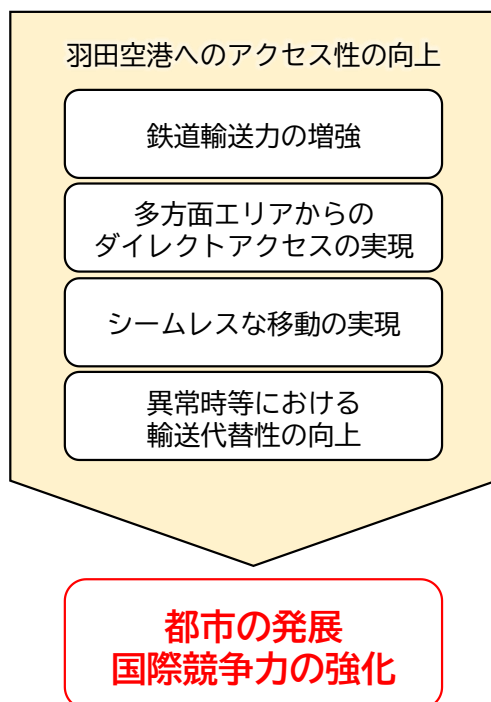 羽田空港へのアクセス性の向上
鉄道輸送力の増強
多方面エリアからの
ダイレクトアクセスの実現
シームレスな移動の実現
異常時等における
輸送代替性の向上
都市の発展
国際競争力の強化